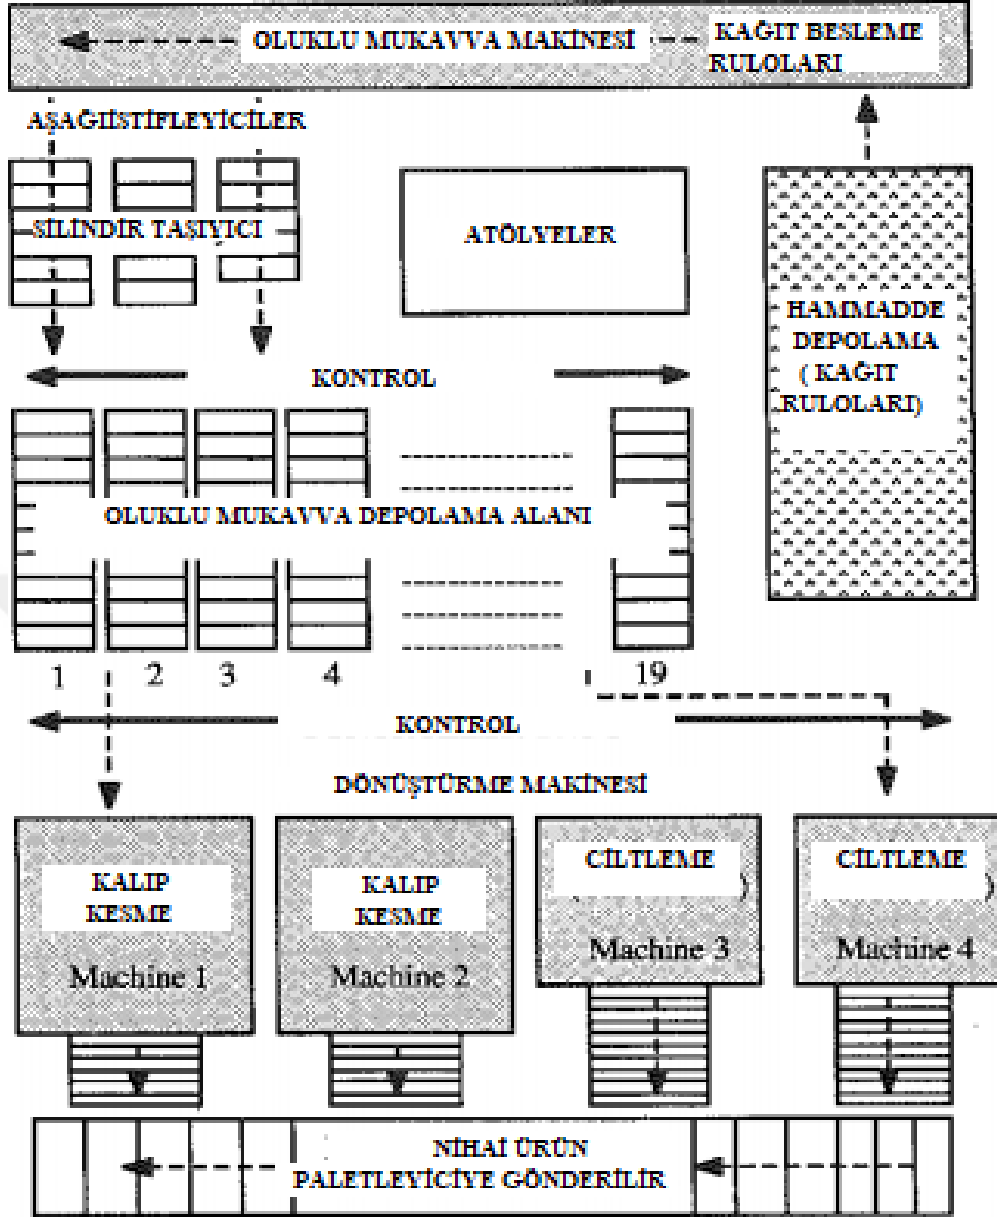 OLUKLU MUKAVVA MAKİNESİ
KAĞIT BESLEME
RULOLARI
AŞAĞIİSTİFLEYİCİLER
SİLİNDİR TAŞIYICI
ATÖLYELER
HAMMADDE
DEPOLAMA
( KAĞIT
RULOLARI)
KONTROL
OLUKLU MUKAVVA DEPOLAMA ALANI
1 2 3 4 19
KONTROL
DÖNÜŞTÜRME MAKİNESİ
KALIP
KESME
Machine 1
KALIP
KESME
Machine 2
CİLTLEME
)
Machine 3
CİLTLEME
)
Machine 4
NİHAİ ÜRÜN
PALETLEYİCİYE GÖNDERİLİR